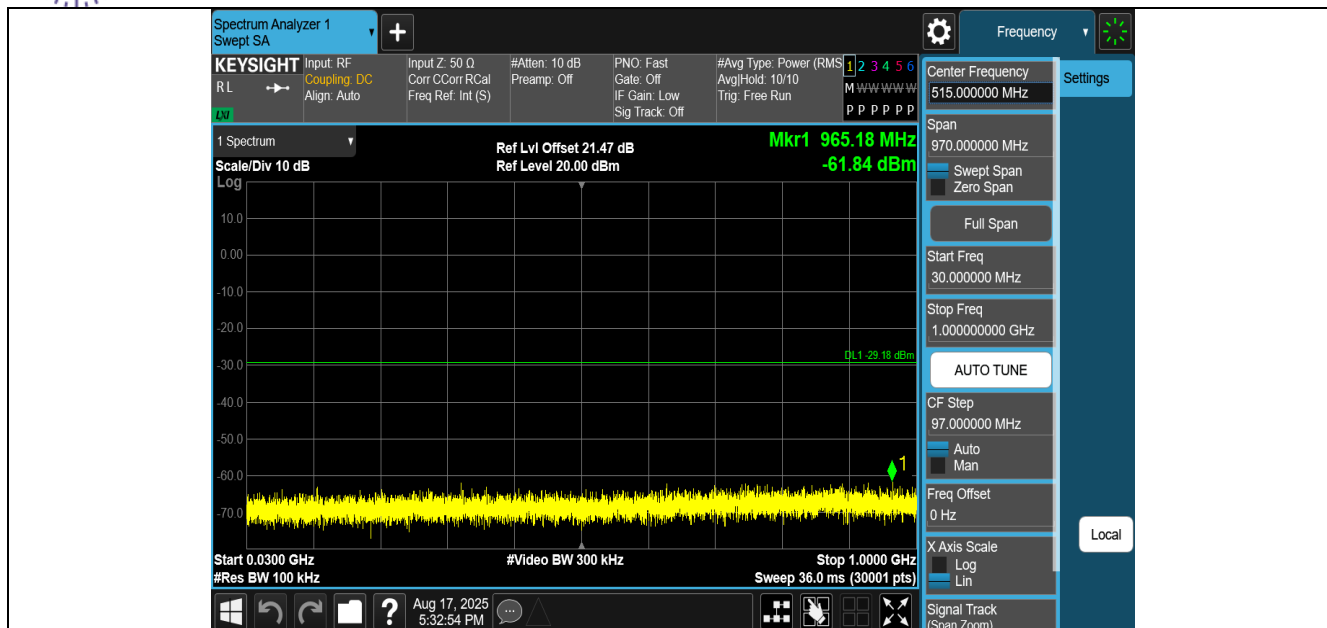 Spectrum Analyzer 1
Swept SA
+
Frequency
KEYSIGHT
R L
LXI
Input: RF
Coupling: DC
Align: Auto
Input Z: 50 Ω
Corr CCorr RCal
Freq Ref: Int (S)
#Atten: 10 dB
Preamp: Off
PNO: Fast
Gate: Off
IF Gain: Low
Sig Track: Off
#Avg Type: Power (RMS
Avg|Hold: 10/10
Trig: Free Run
1 2 3 4 5 6
M W W W W W
P P P P P P
1 Spectrum
Scale/Div 10 dB
Ref Lvl Offset 21.47 dB
Ref Level 20.00 dBm
Mkr1 965.18 MHz
-61.84 dBm
Log
10.0
0.00
-10.0
-20.0
-30.0
-40.0
-50.0
-60.0
-70.0
DL1 -29.18 dBm
1
Start 0.0300 GHz
#Res BW 100 kHz
#Video BW 300 kHz
Stop 1.0000 GHz
Sweep 36.0 ms (30001 pts)
?
Aug 17, 2025
5:32:54 PM
Center Frequency
515.000000 MHz
Span
970.000000 MHz
Swept Span
Zero Span
Full Span
Start Freq
30.000000 MHz
Stop Freq
1.000000000 GHz
AUTO TUNE
CF Step
97.000000 MHz
Auto
Man
Freq Offset
0 Hz
X Axis Scale
Log
Lin
Signal Track
(Span Zoom)
Settings
Local